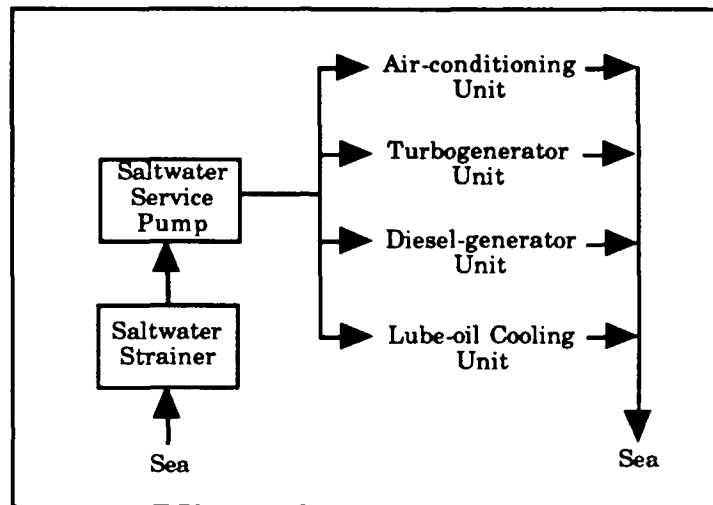 Air-conditioning
Unit
Turbogenerator
Unit
Saltwater
Service
Pump
Diesel-generator
Unit
Saltwater
Strainer
Lube-oil Cooling
Unit
Sea
Sea